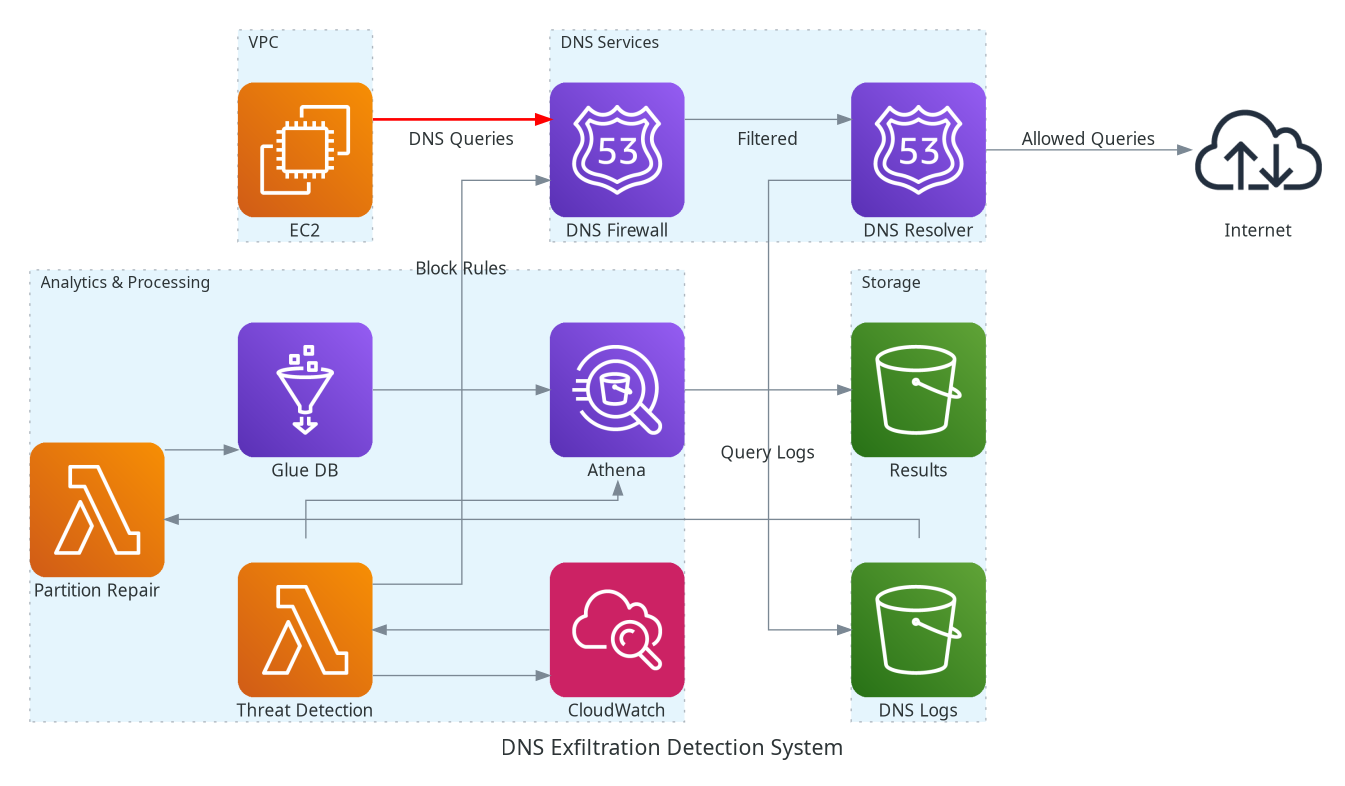 VPC
DNS Services
53
53
DNS Queries
Filtered
Allowed Queries
EC2
DNS Firewall
DNS Resolver
Internet
Block Rules
Analytics & Processing
Storage
Query Logs
Glue DB
Athena
Results
Partition Repair
Threat Detection
CloudWatch
DNS Logs
DNS Exfiltration Detection System